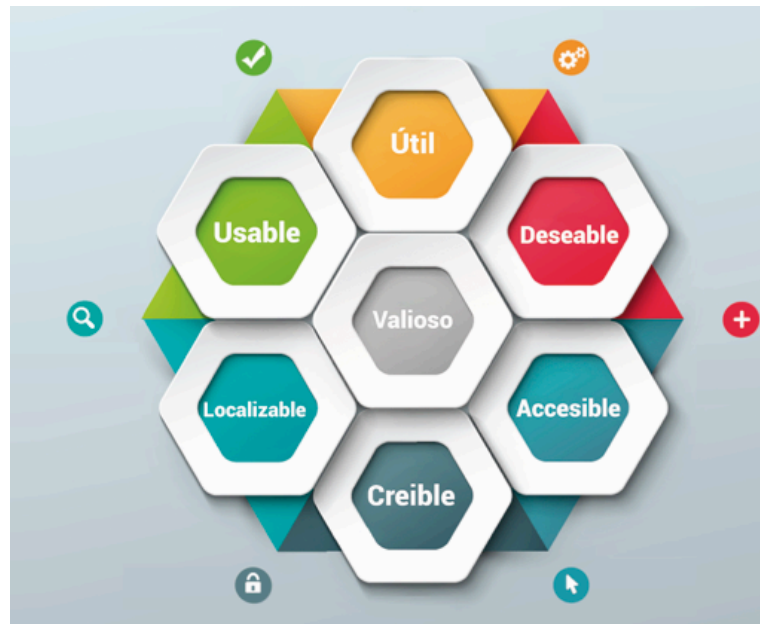 Útil
Usable
Deseable
Valioso
Localizable
Accesible
Creible